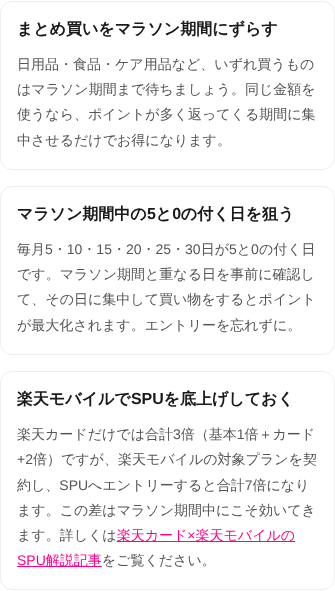 まとめ買いをマラソン期間にずらす
日用品・食品・ケア用品など、いずれ買うもの
はマラソン期間まで待ちましょう。同じ金額を
使うなら、ポイントが多く返ってくる期間に集
中させるだけでお得になります。
マラソン期間中の5と0の付く日を狙う
毎月5・10・15・20・25・30日が5と0の付く日
です。マラソン期間と重なる日を事前に確認し
て、その日に集中して買い物をするとポイント
が最大化されます。エントリーを忘れずに。
楽天モバイルでSPUを底上げしておく
楽天カードだけでは合計3倍（基本1倍＋カード
+2倍）ですが、楽天モバイルの対象プランを契
約し、SPUへエントリーすると合計7倍になり
ます。この差はマラソン期間中にこそ効いてき
ます。詳しくは楽天カード×楽天モバイルの
SPU解説記事をご覧ください。